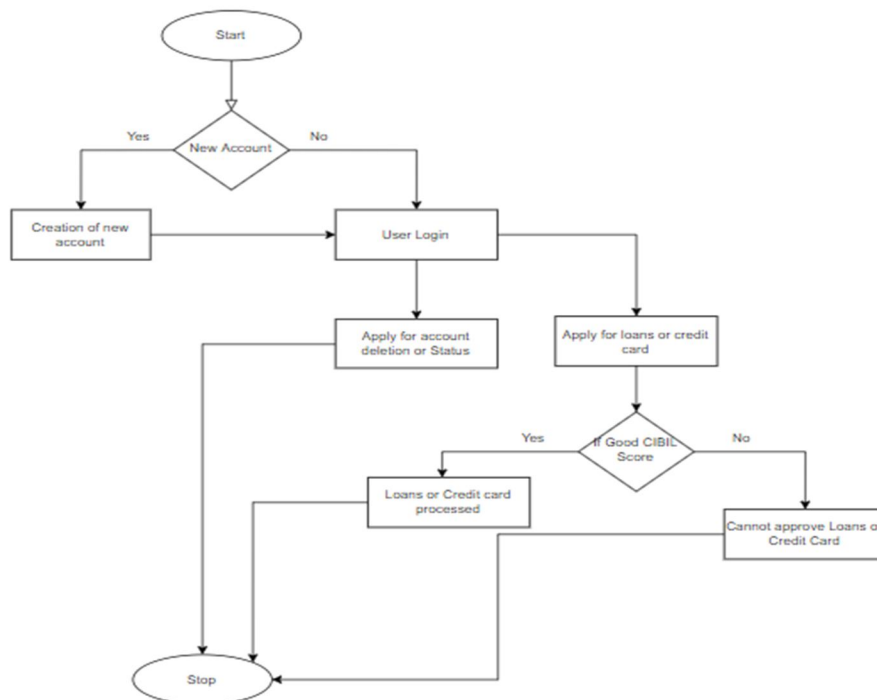 Start
Yes
No
New Account
Creation of new
account
User Login
Apply for account
deletion or Status
Apply for loans or credit
card
Yes
If Good CIBIL
Score
No
Loans or Credit card
processed
Cannot approve Loans o
Credit Card
Stop